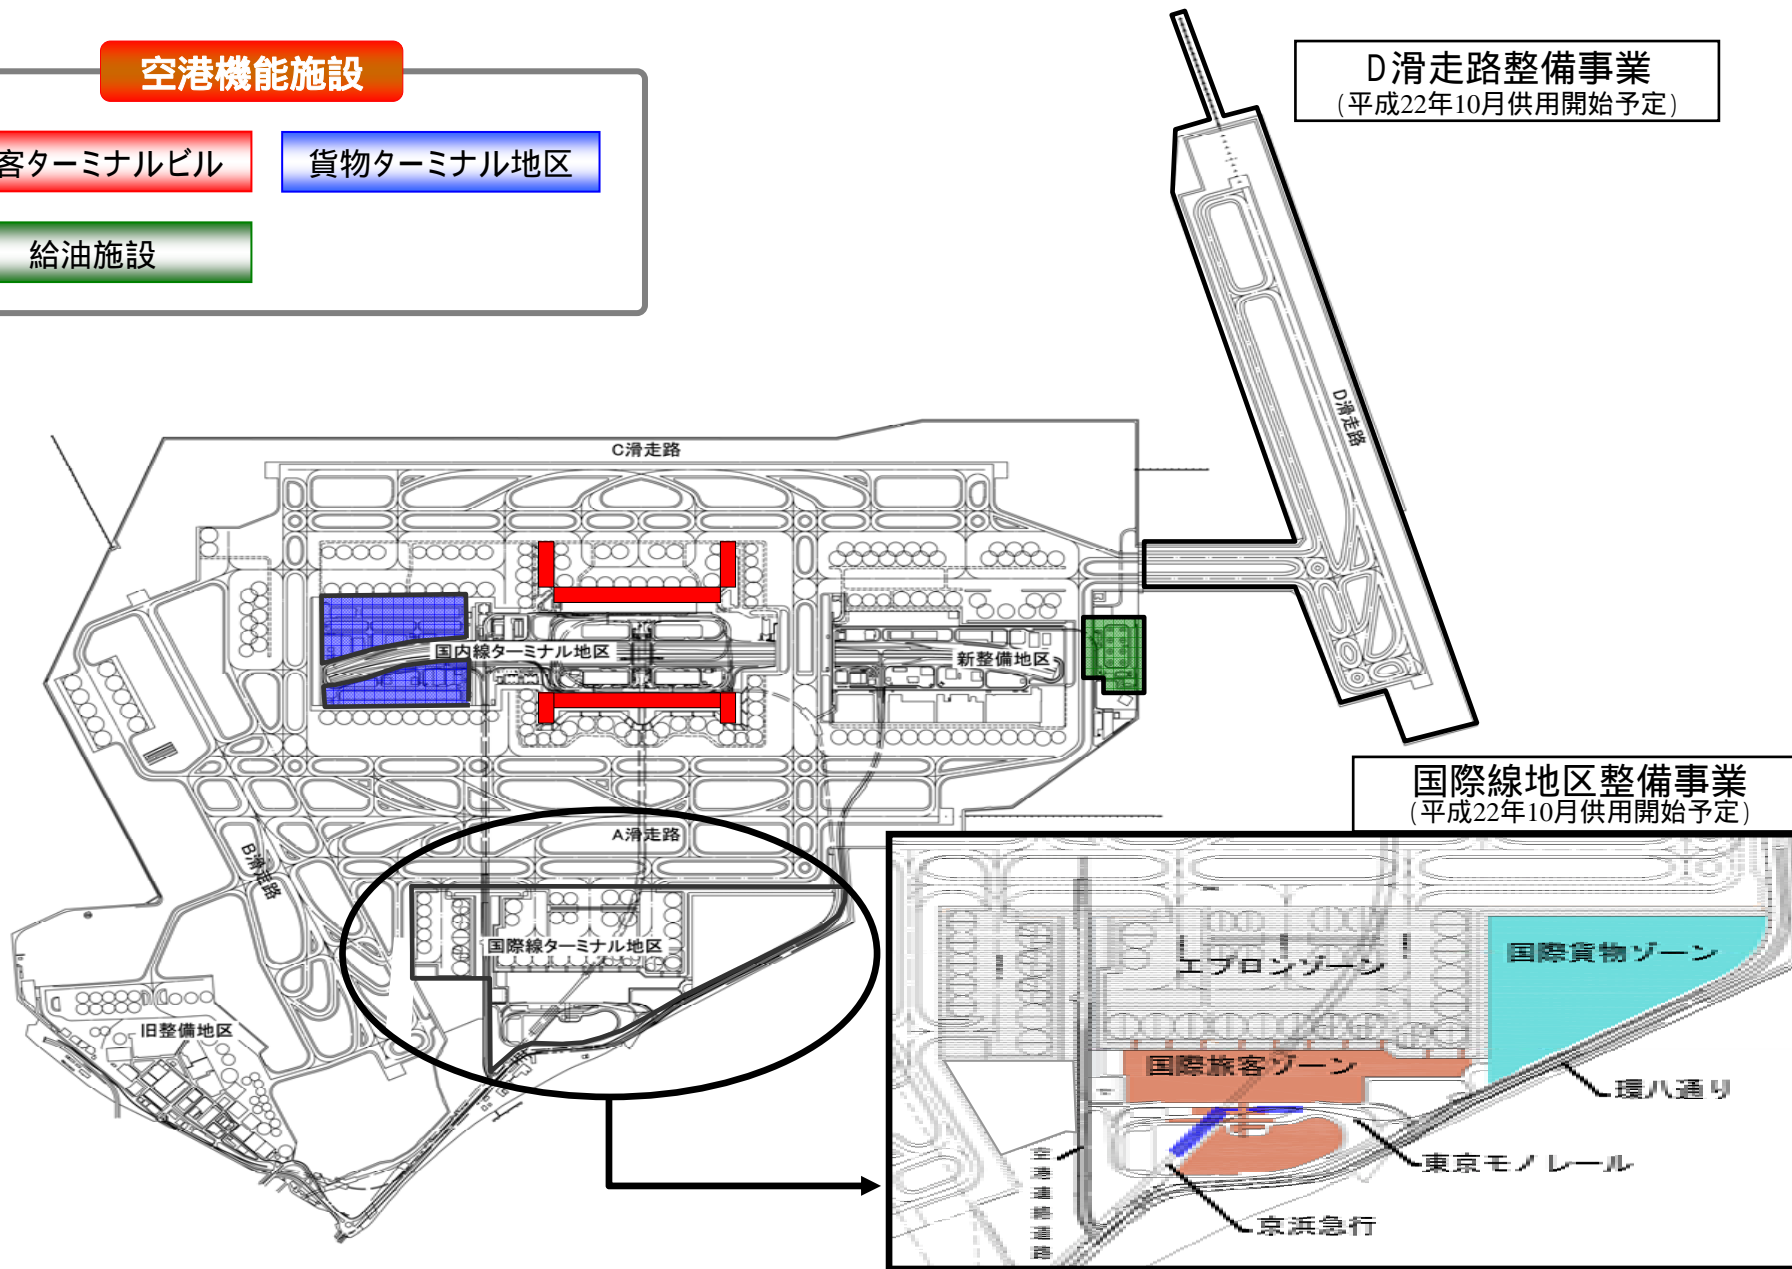 空港機能施設
客ターミナルビル
貨物ターミナル地区
給油施設
D滑走路整備事業
(平成22年10月供用開始予定)
D滑走路
C滑走路
国内線ターミナル地区
新整備地区
国際線地区整備事業
(平成22年10月供用開始予定)
A滑走路
B滑走路
国際線ターミナル地区
旧整備地区
エプロンゾーン
国際貨物ゾーン
国際旅客ゾーン
環八通り
東京モノレール
京浜急行